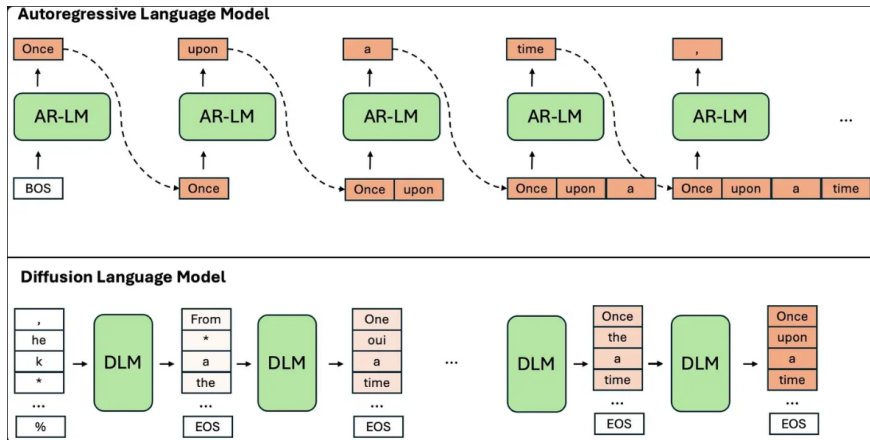 Autoregressive Language Model
Once upon a time ,
AR-LM AR-LM AR-LM AR-LM AR-LM ...
BOS Once Once upon Once upon a Once upon a time
Diffusion Language Model
, From One Once Once
he * oui the upon
k DLM a DLM a ... DLM a DLM a
* the time time time
... ... ... ... ...
% EOS EOS EOS EOS